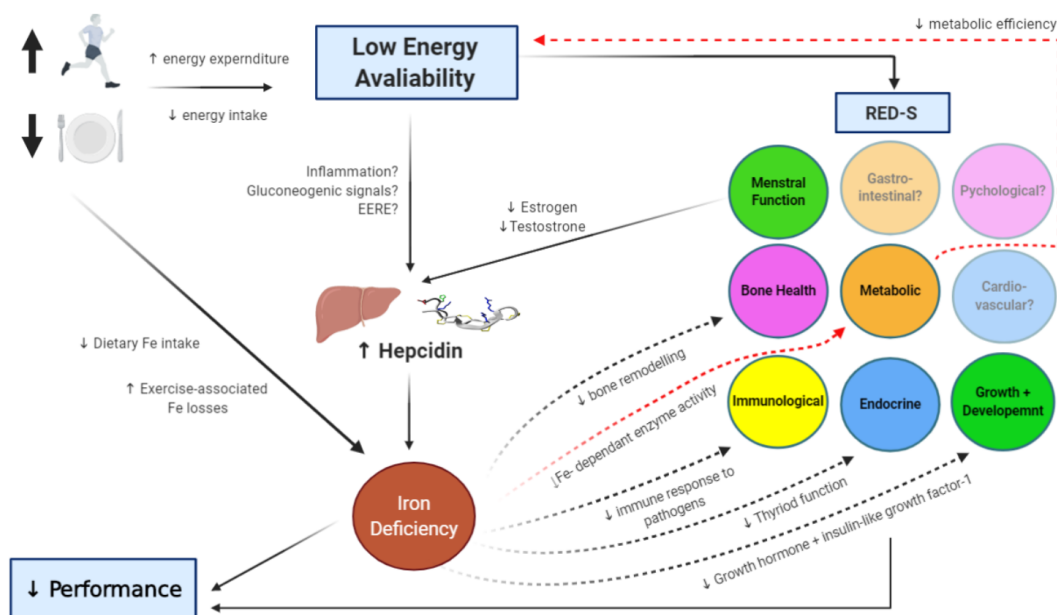 ↑ energy expernditure
↓ energy intake
Low Energy
Avaliability
↓ metabolic efficiency
RED-S
Inflammation?
Gluconeogenic signals?
EERE?
↓ Estrogen
↓Testostrone
Menstral
Function
Gastro-
intestinal?
Pychological?
Bone Health
Metabolic
Cardio-
vascular?
↑ Hepcidin
↓ Dietary Fe intake
↑ Exercise-associated
Fe losses
↓ bone remodelling
↓Fe- dependant enzyme activity
Immunological
Endocrine
Growth +
Developemnt
Iron
Deficiency
↓ immune response to
pathogens
↓ Thyriod function
↓ Growth hormone + insulin-like growth factor-1
↓ Performance